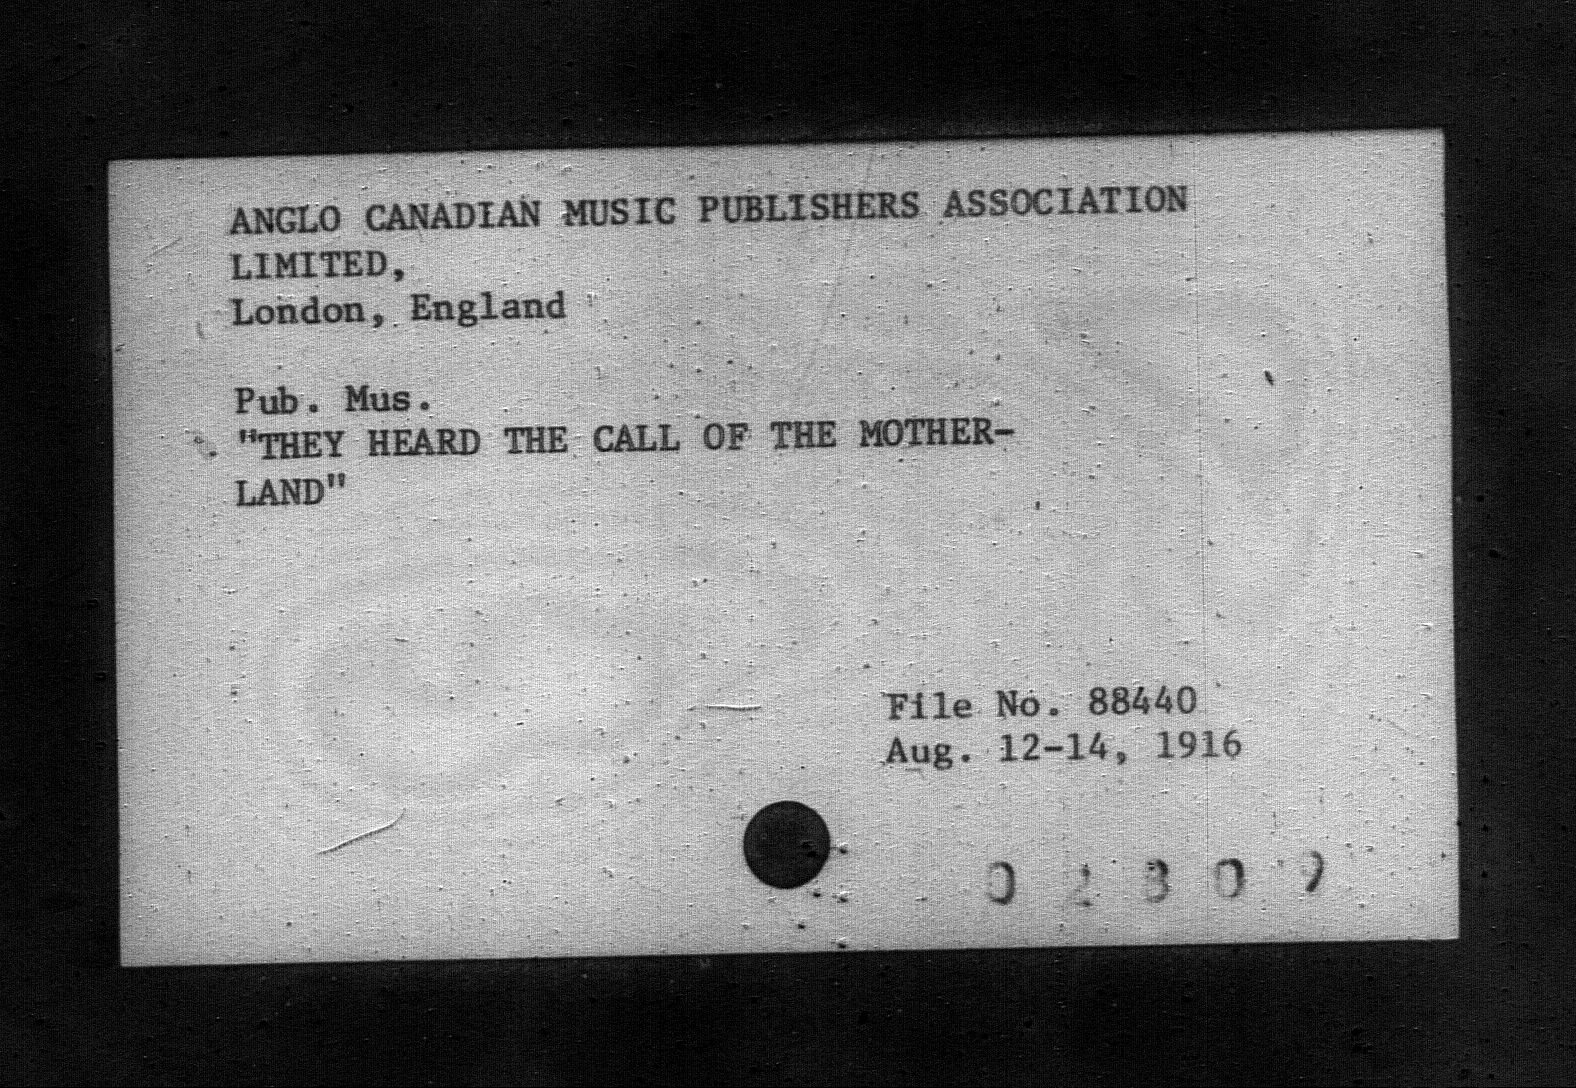 ANGLO CANADIAN MUSIC PUBLISHERS ASSOCIATION
LIMITED,
London, England
Pub. Mus.
"THEY HEARD THE CALL OF THE MOTHER-
LAND"
File No. 88440
Aug. 12-14, 1916